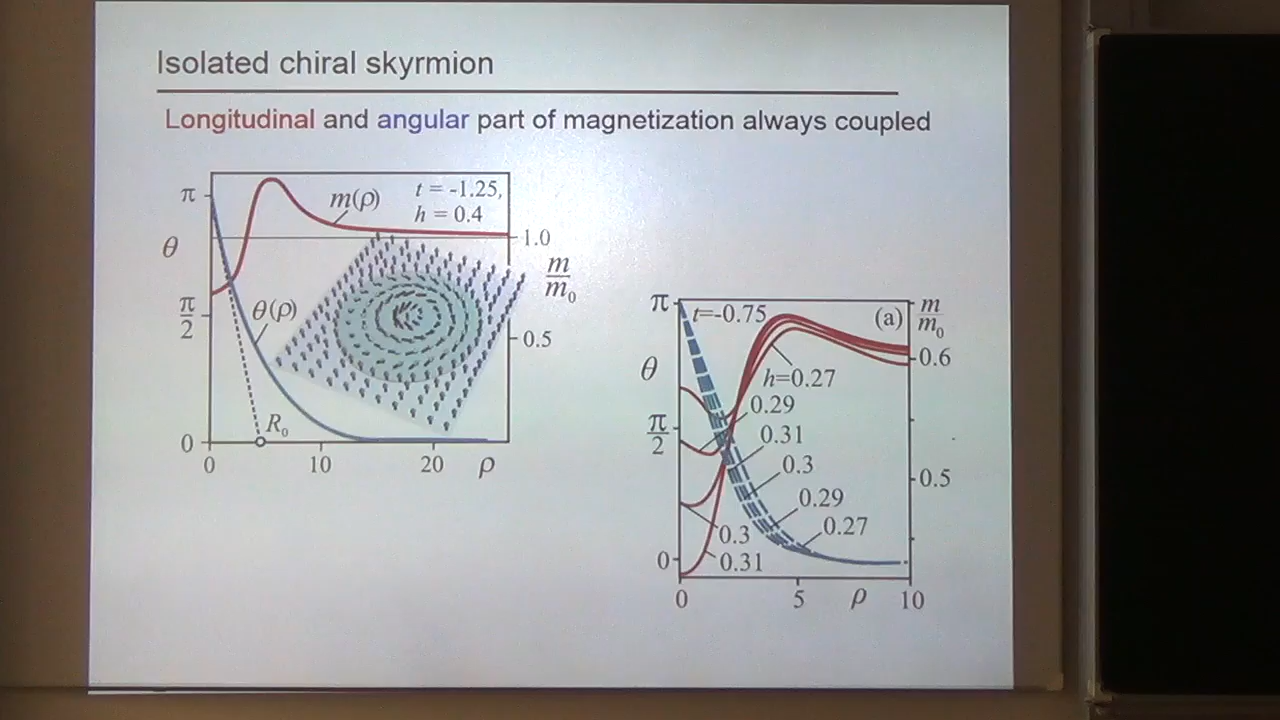 Isolated chiral skyrmion
Longitudinal and angular part of magnetization always coupled
π
θ
π/2
0
m(ρ)
t = -1.25,
h = 0.4
1.0
m/m₀
0.5
θ(ρ)
R₀
0 10 20 ρ
π
θ
π/2
0
t=-0.75
(a)
m/m₀
0.6
h=0.27
0.29
0.31
0.3
0.5
0.29
0.27
0.3
0.31
0 5 ρ 10